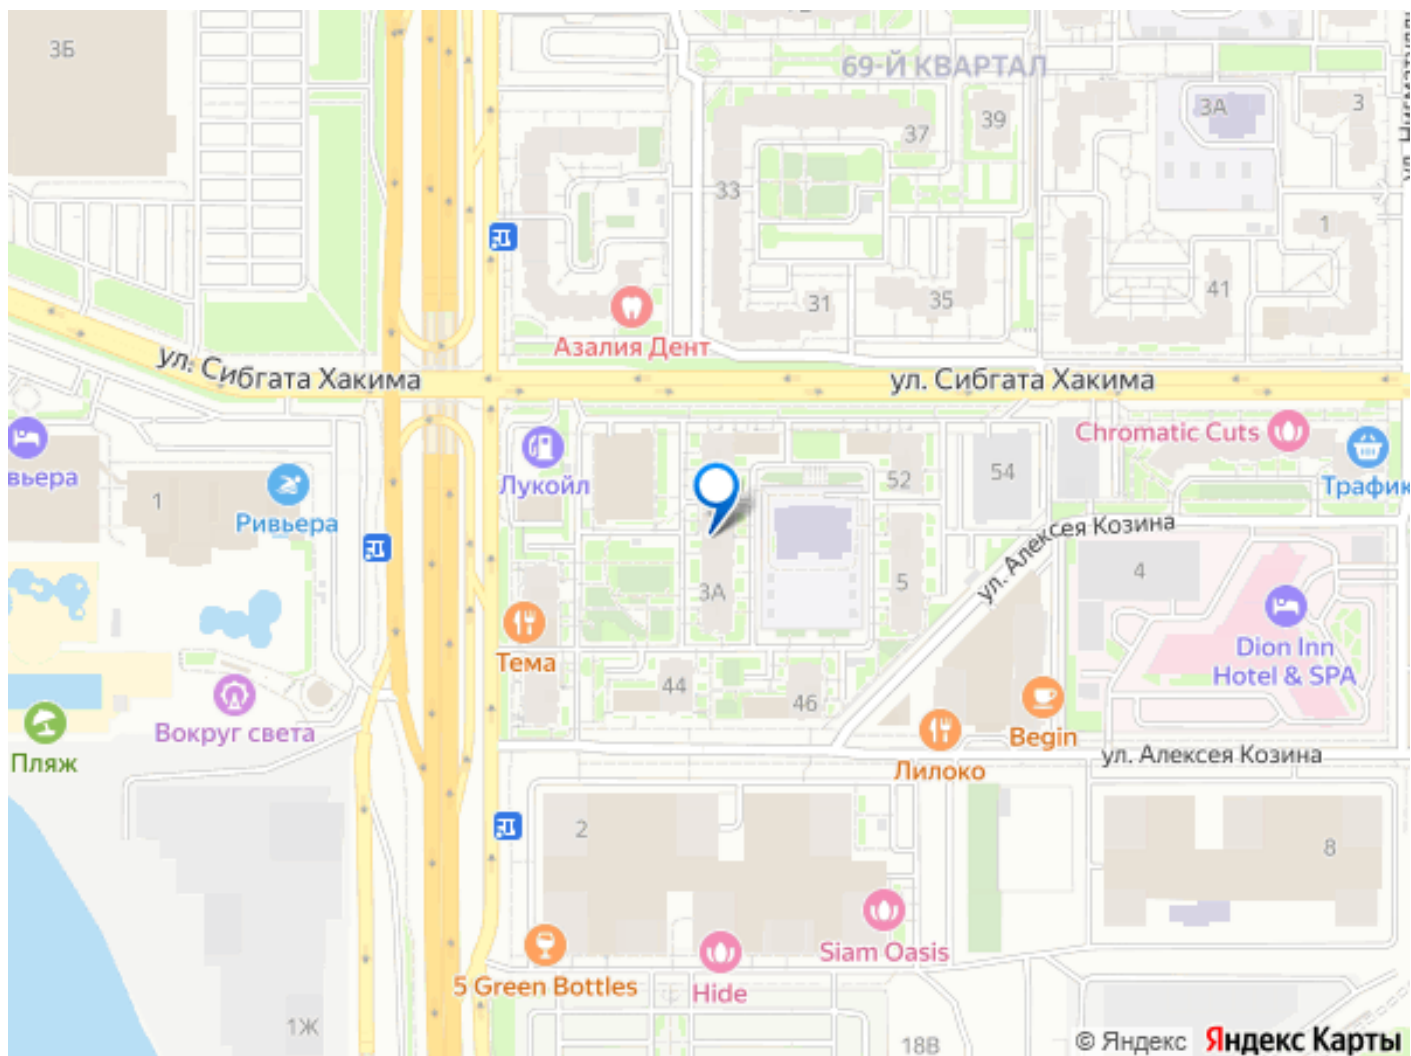 3Б
69-Й КВАРТАЛ
3А
3
37
39
33
1
41
31
35
Азалия Дент
ул. Сибгата Хакима
ул. Сибгата Хакима
Chromatic Cuts
Трафик
вьера
Лукойл
52
54
1
Ривьера
ул. Алексея Козина
4
5
3А
Dion Inn
Hotel & SPA
Тема
44
46
Вокруг света
Begin
Пляж
Лилоко
ул. Алексея Козина
2
8
Siam Oasis
5 Green Bottles
Hide
1Ж
18В
© Яндекс Яндекс Карты